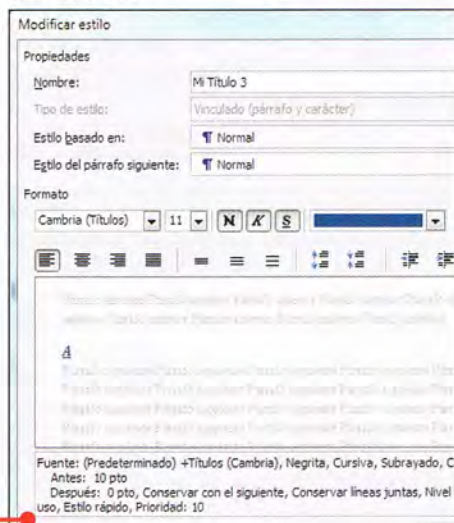 Modificar estilo
Propiedades
Nombre: Mi Título 3
Tipo de estilo: Vinculado (párrafo y carácter)
Estilo basado en: ¶ Normal
Estilo del párrafo siguiente: ¶ Normal
Formato
Cambria (Títulos) 11 N K S
A
Fuente: (Predeterminado) +Títulos (Cambria), Negrita, Cursiva, Subrayado, C
Antes: 10 pto
Después: 0 pto, Conservar con el siguiente, Conservar líneas juntas, Nivel
uso, Estilo rápido, Prioridad: 10